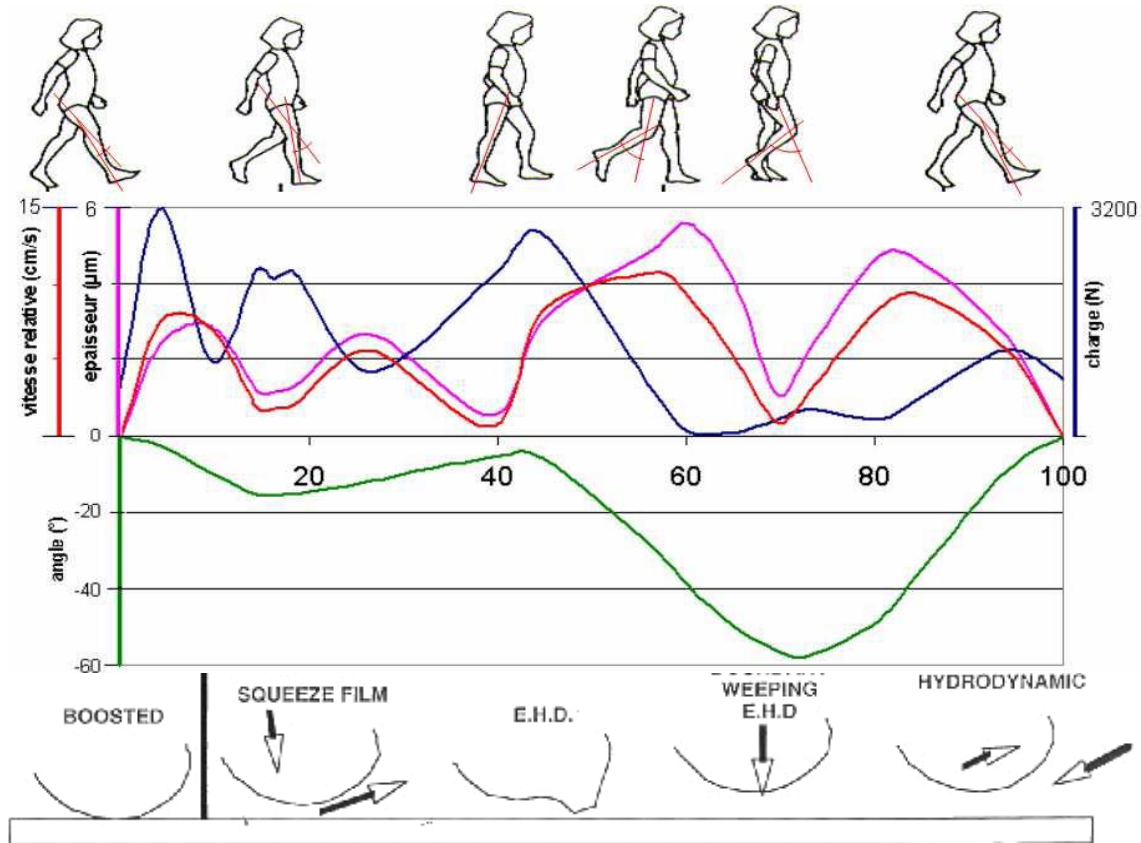 15
6
3200
vitesse relative (cm/s)
epaisseur (µm)
charge (N)
0
20
40
60
80
100
-20
angle (°)
-40
-60
SQUEEZE FILM
WEEPING
HYDRODYNAMIC
BOOSTED
E.H.D.
E.H.D